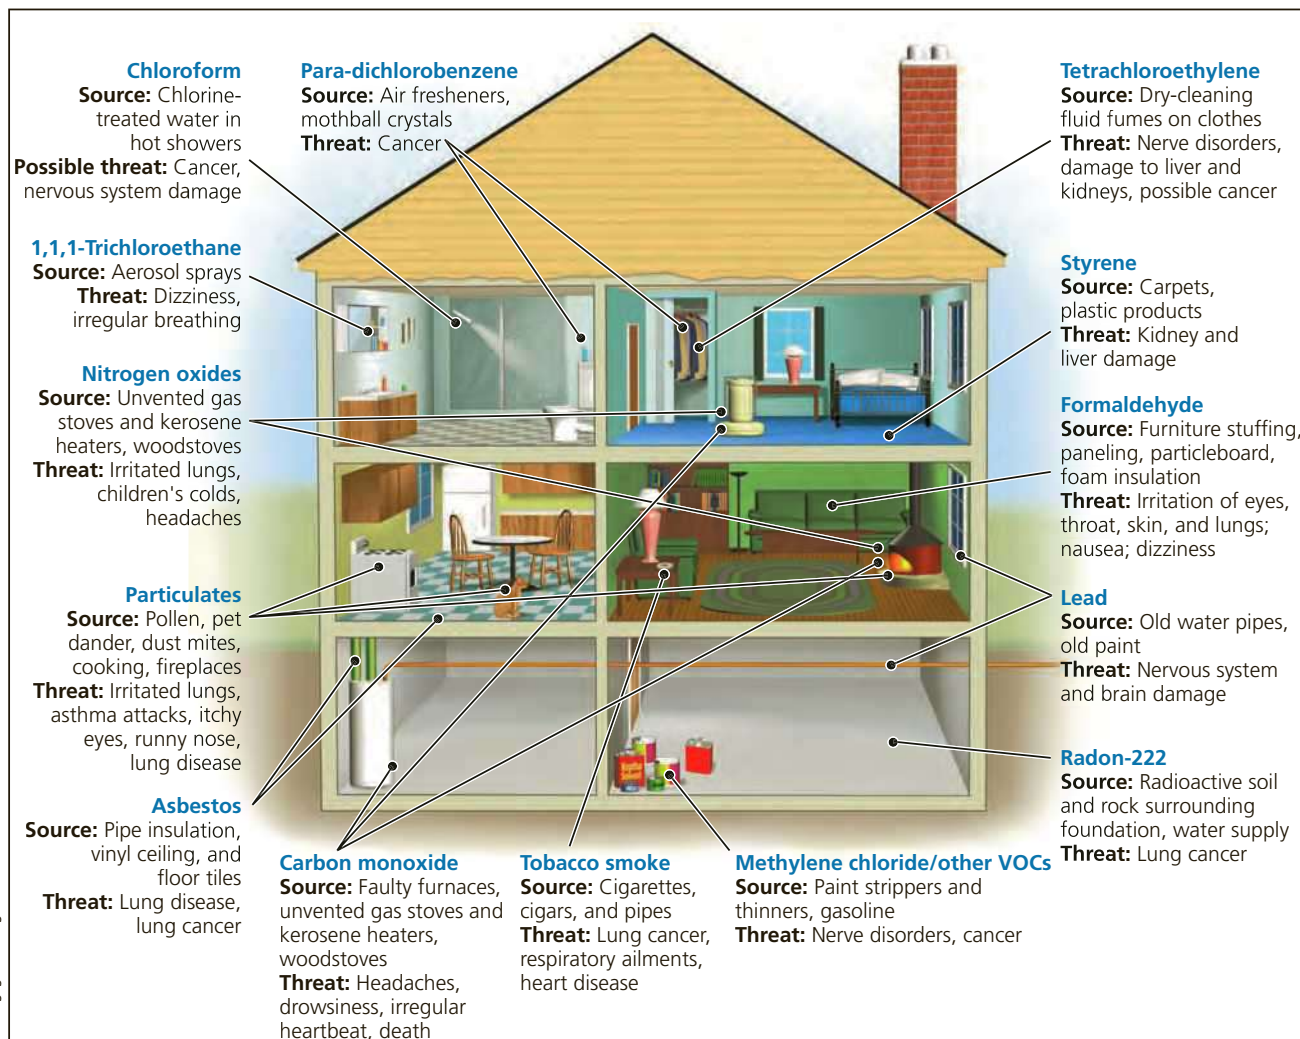 Chloroform
Source: Chlorine-
treated water in
hot showers
Possible threat: Cancer,
nervous system damage
Para-dichlorobenzene
Source: Air fresheners,
mothball crystals
Threat: Cancer
Tetrachloroethylene
Source: Dry-cleaning
fluid fumes on clothes
Threat: Nerve disorders,
damage to liver and
kidneys, possible cancer
1,1,1-Trichloroethane
Source: Aerosol sprays
Threat: Dizziness,
irregular breathing
Styrene
Source: Carpets,
plastic products
Threat: Kidney and
liver damage
Nitrogen oxides
Source: Unvented gas
stoves and kerosene
heaters, woodstoves
Threat: Irritated lungs,
children's colds,
headaches
Formaldehyde
Source: Furniture stuffing,
paneling, particleboard,
foam insulation
Threat: Irritation of eyes,
throat, skin, and lungs;
nausea; dizziness
Particulates
Source: Pollen, pet
dander, dust mites,
cooking, fireplaces
Threat: Irritated lungs,
asthma attacks, itchy
eyes, runny nose,
lung disease
Lead
Source: Old water pipes,
old paint
Threat: Nervous system
and brain damage
Radon-222
Source: Radioactive soil
and rock surrounding
foundation, water supply
Threat: Lung cancer
Asbestos
Source: Pipe insulation,
vinyl ceiling, and
floor tiles
Threat: Lung disease,
lung cancer
Carbon monoxide
Source: Faulty furnaces,
unvented gas stoves and
kerosene heaters,
woodstoves
Threat: Headaches,
drowsiness, irregular
heartbeat, death
Tobacco smoke
Source: Cigarettes,
cigars, and pipes
Threat: Lung cancer,
respiratory ailments,
heart disease
Methylene chloride/other VOCs
Source: Paint strippers and
thinners, gasoline
Threat: Nerve disorders, cancer